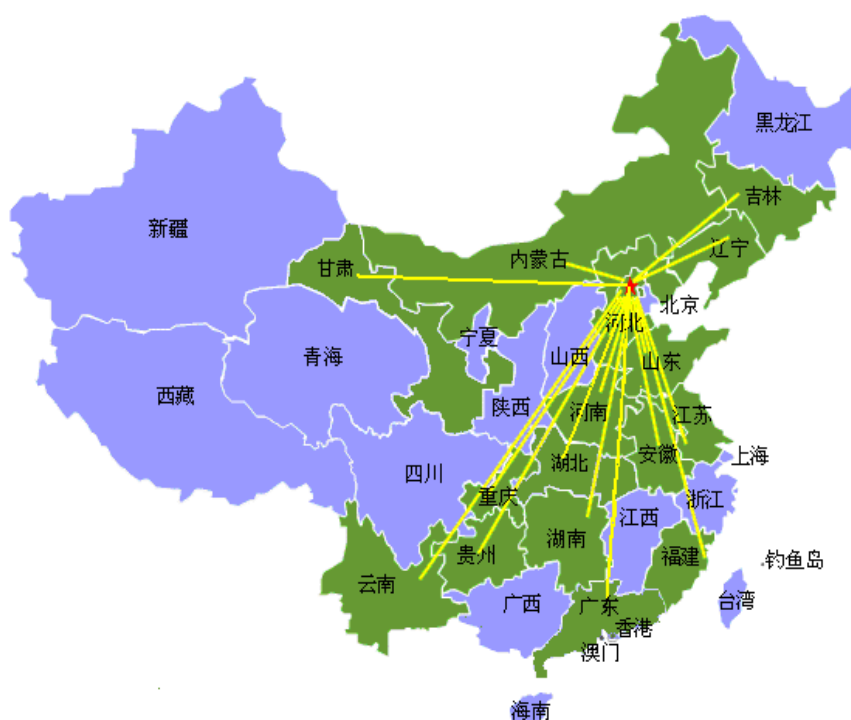 黑龙江
吉林
新疆
辽宁
内蒙古
甘肃
北京
河北
宁夏
青海
山西
山东
西藏
陕西
河南
江苏
安徽
上海
湖北
四川
重庆
浙江
江西
湖南
贵州
福建
钓鱼岛
云南
广西
广东
台湾
香港
澳门
海南